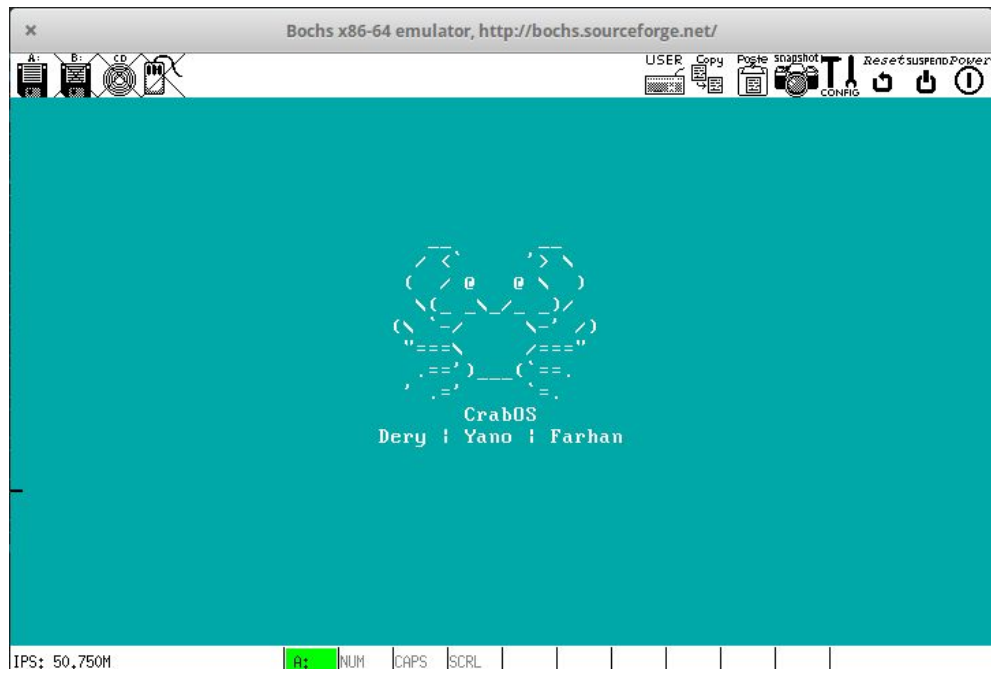 Bochs x86-64 emulator, http://bochs.sourceforge.net/
A: B: CD USER Copy Paste snapshot CONFIG Reset SUSPEND Power
CrabOS
Dery ¦ Yano ¦ Farhan
IPS: 50.750M A: NUM CAPS SCRL